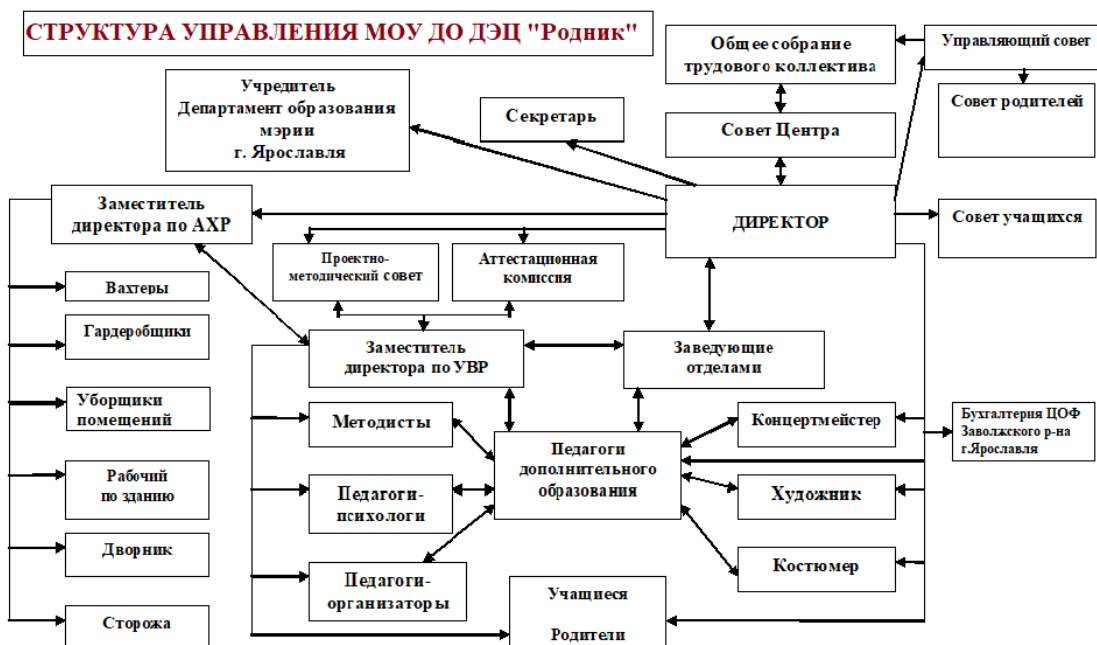 СТРУКТУРА УПРАВЛЕНИЯ МОУ ДО ДЭЦ "Родник"
Общее собрание
трудового коллектива
Управляющий совет
Учредитель
Департамент образования
мэрии
г. Ярославля
Секретарь
Совет Центра
Совет родителей
Заместитель
директора по АХР
ДИРЕКТОР
Совет учащихся
Проектно-
методический совет
Аттестационная
комиссия
Вахтеры
Гардеробщики
Заместитель
директора по УВР
Заведующие
отделами
Уборщики
помещений
Методисты
Педагоги
дополнительного
образования
Концертмейстер
Бухгалтерия ЦОФ
Заволжского р-на
г.Ярославля
Рабочий
по зданию
Педагоги-
психологи
Художник
Дворник
Педагоги-
организаторы
Костюмер
Сторожа
Учащиеся
Родители